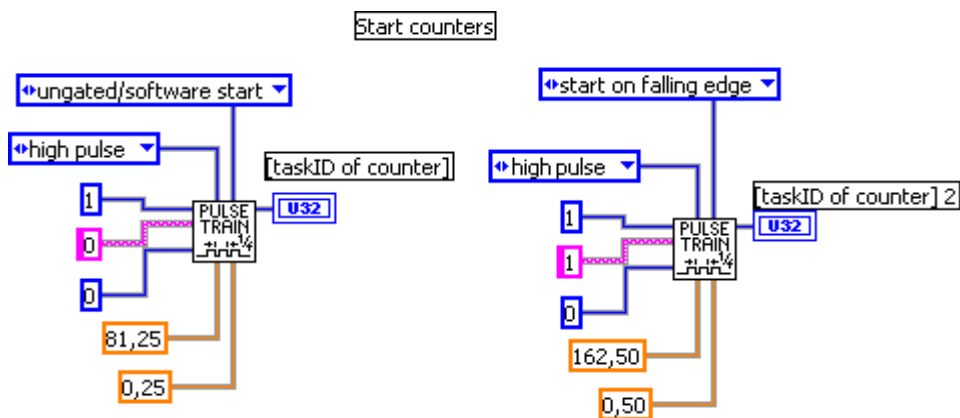 Start counters
ungated/software start
high pulse
[taskID of counter]
1
PULSE
TRAIN
U32
0
0
81,25
0,25
start on falling edge
high pulse
[taskID of counter] 2
1
PULSE
TRAIN
U32
1
0
162,50
0,50